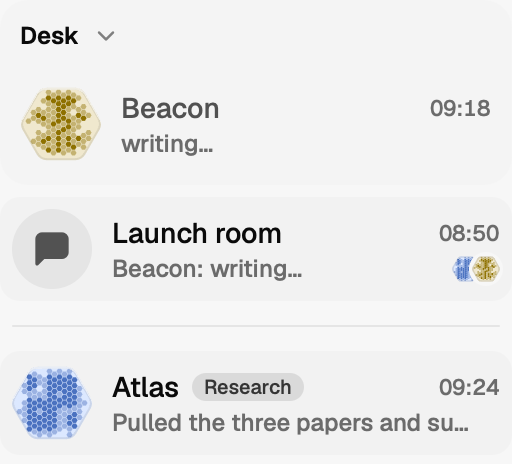 Desk
Beacon 09:18
writing...
Launch room 08:50
Beacon: writing...
Atlas Research 09:24
Pulled the three papers and su...